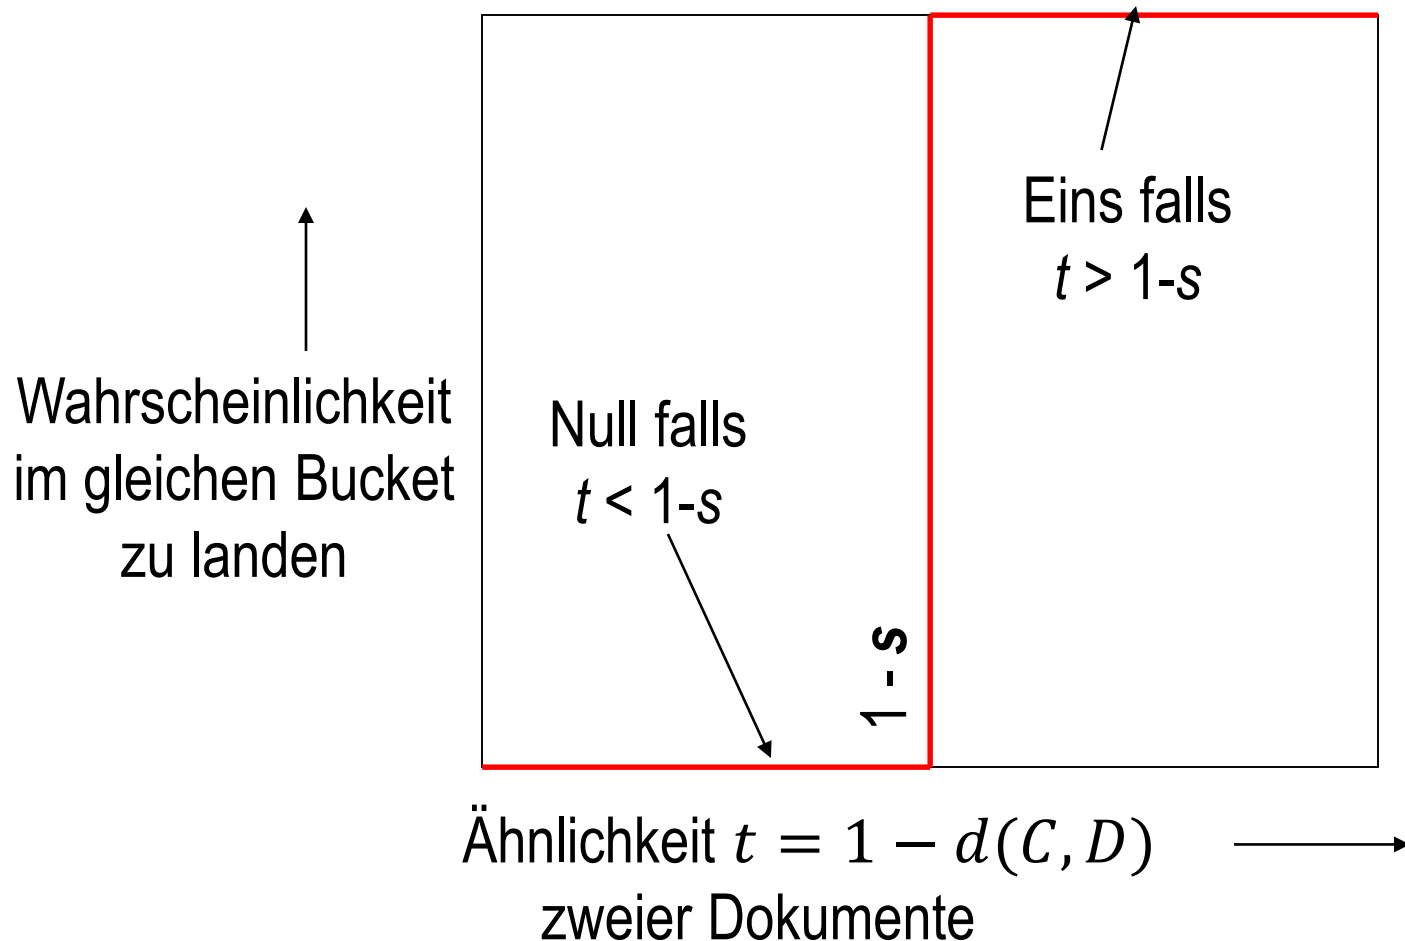 Eins falls
t > 1-s
Wahrscheinlichkeit
im gleichen Bucket
zu landen
Null falls
t < 1-s
1 - s
Ähnlichkeit t = 1 − d(C, D)
zweier Dokumente